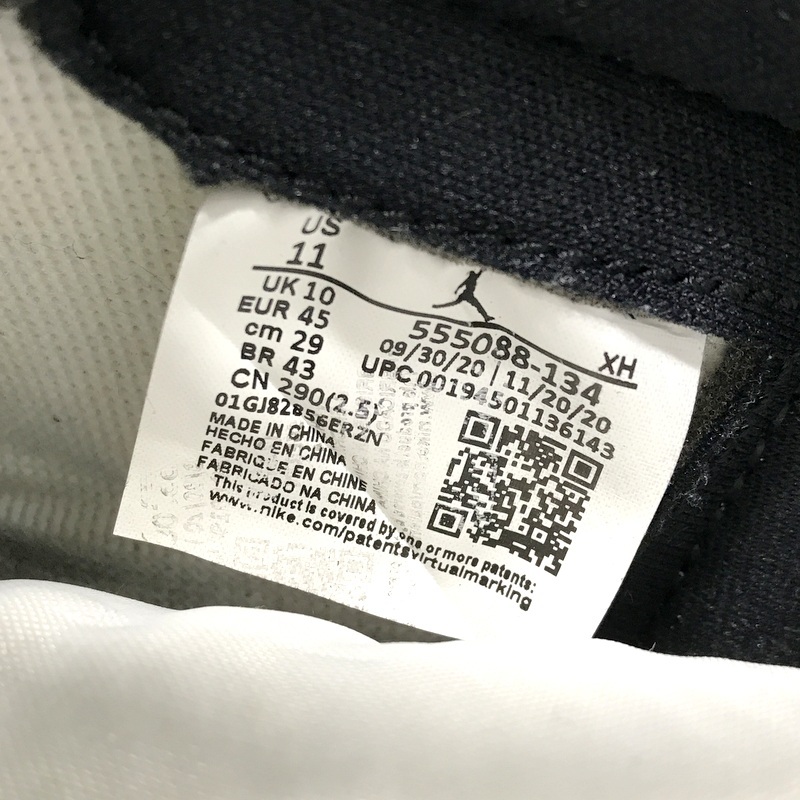 US
11
UK 10
EUR 45
cm 29
BR 43
CN 290(2.5)
555088-134 XH
09/30/20 | 11/20/20
UPC 00194501136143
01GJ82856ERZN
MADE IN CHINA
HECHO EN CHINA
FABRIQUE EN CHINE
FABRICADO NA CHINA
This product is covered by one or more patents:
www.nike.com/patentsvirtualmarking